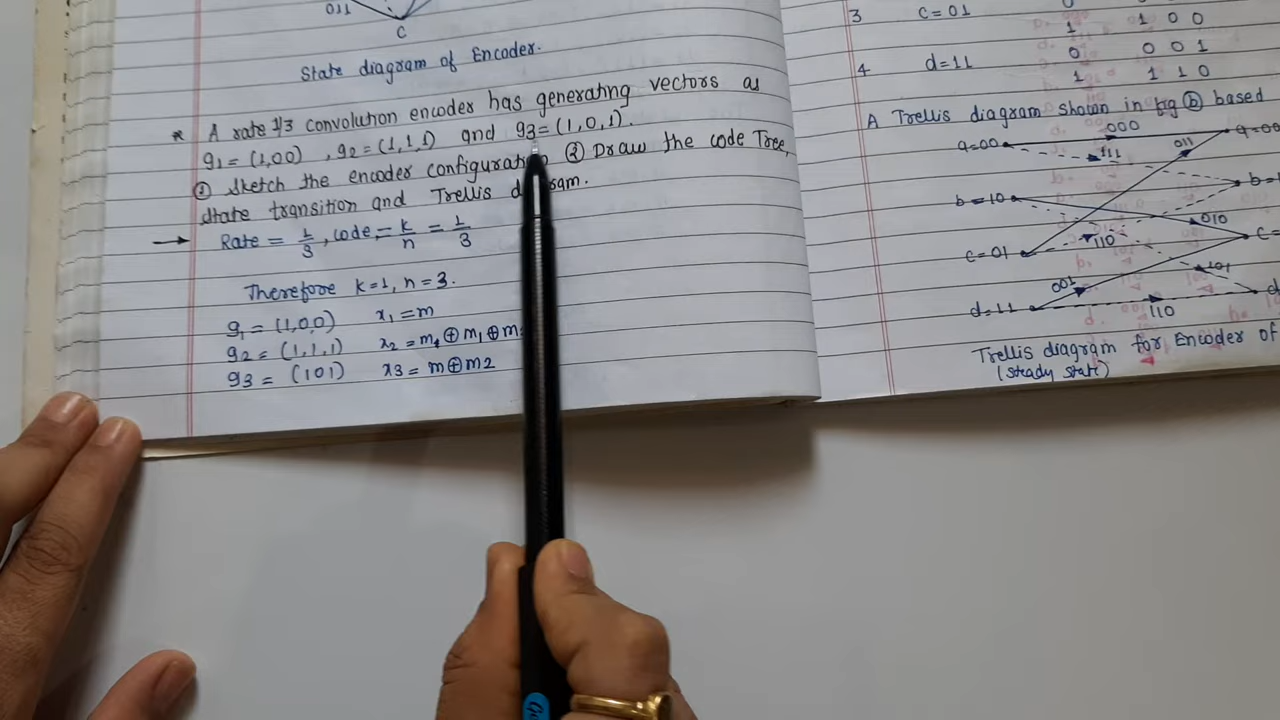 011
C
State diagram of Encoder.
* A rate 1/3 convolution encoder has generating vectors as
g1 = (1,00) , g2 = (1,1,1) and g3 = (1,0,1).
① Sketch the encoder configuration ② Draw the code Tree,
state transition and Trellis diagram.
→ Rate = 1/3, code, = k/n = 1/3
Therefore k=1, n=3.
g1 = (1,0,0) x1 = m
g2 = (1,1,1) x2 = m ⊕ m1 ⊕ m
g3 = (101) x3 = m⊕m2
3 C=01 0
1 1 0 0
4 d=11 0 0 0 1
1 1 1 0
A Trellis diagram shown in fig ⓑ based
a=00 000 a=00
111 011
b=10 b=1
010
c=01 110 c=
101
001
d=11 110 d
Trellis diagram for Encoder of
(steady state)